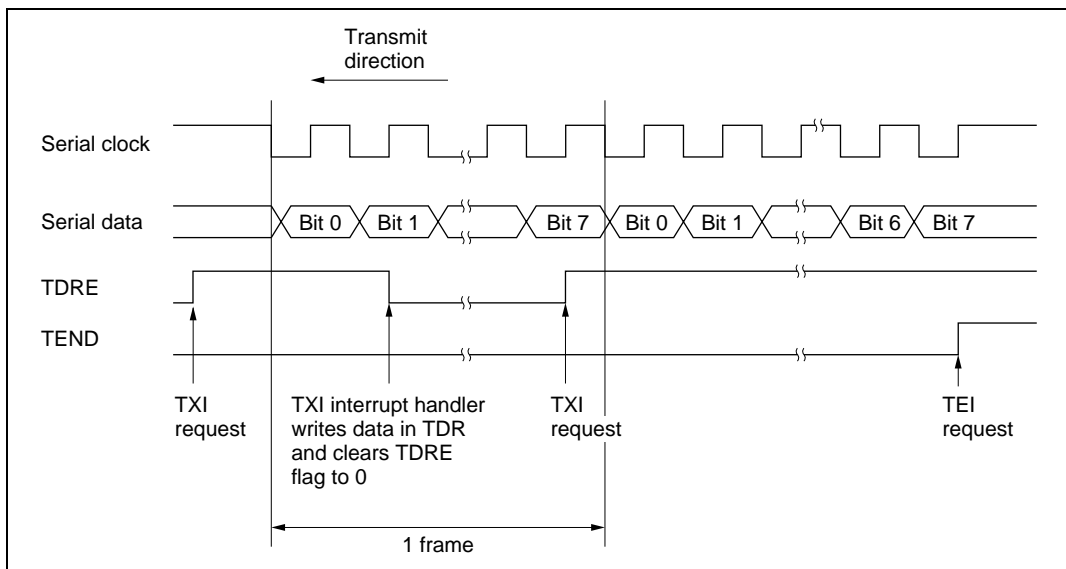 Transmit
direction
Serial clock
Serial data
Bit 0
Bit 1
Bit 7
Bit 0
Bit 1
Bit 6
Bit 7
TDRE
TEND
TXI
request
TXI interrupt handler
writes data in TDR
and clears TDRE
flag to 0
TXI
request
TEI
request
1 frame